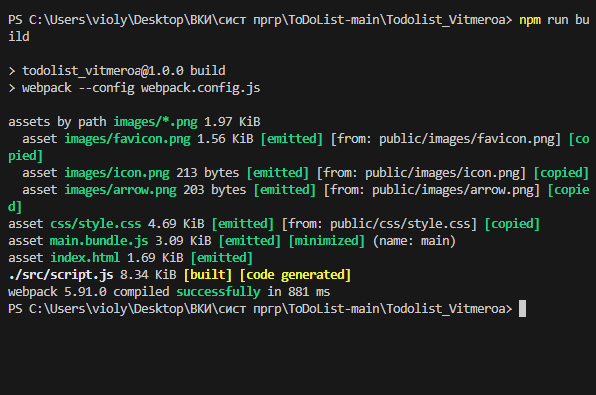 PS C:\Users\violy\Desktop\ВКИ\сист пргр\ToDoList-main\Todolist_Vitmeroa> npm run bu
ild
> todolist_vitmeroa@1.0.0 build
> webpack --config webpack.config.js
assets by path images/*.png 1.97 KiB
asset images/favicon.png 1.56 KiB [emitted] [from: public/images/favicon.png] [co
pied]
asset images/icon.png 213 bytes [emitted] [from: public/images/icon.png] [copied]
asset images/arrow.png 203 bytes [emitted] [from: public/images/arrow.png] [copie
d]
asset css/style.css 4.69 KiB [emitted] [from: public/css/style.css] [copied]
asset main.bundle.js 3.09 KiB [emitted] [minimized] (name: main)
asset index.html 1.69 KiB [emitted]
./src/script.js 8.34 KiB [built] [code generated]
webpack 5.91.0 compiled successfully in 881 ms
PS C:\Users\violy\Desktop\ВКИ\сист пргр\ToDoList-main\Todolist_Vitmeroa>